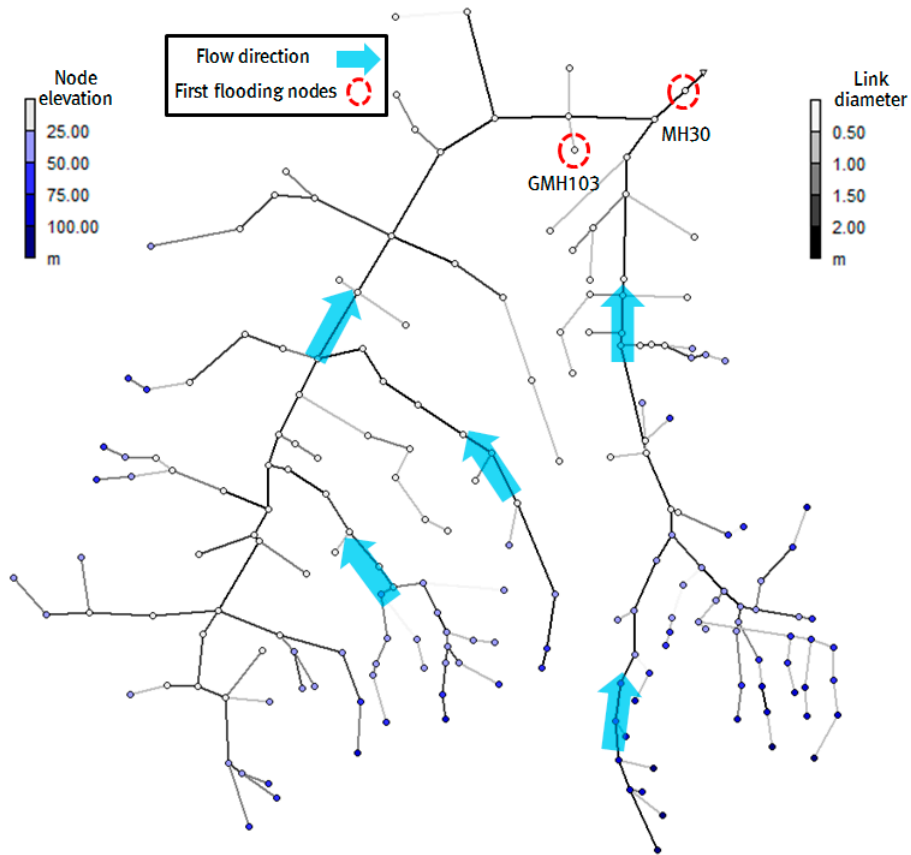 Flow direction
First flooding nodes
Node
elevation
25.00
50.00
75.00
100.00
m
Link
diameter
0.50
1.00
1.50
2.00
m
MH30
GMH103